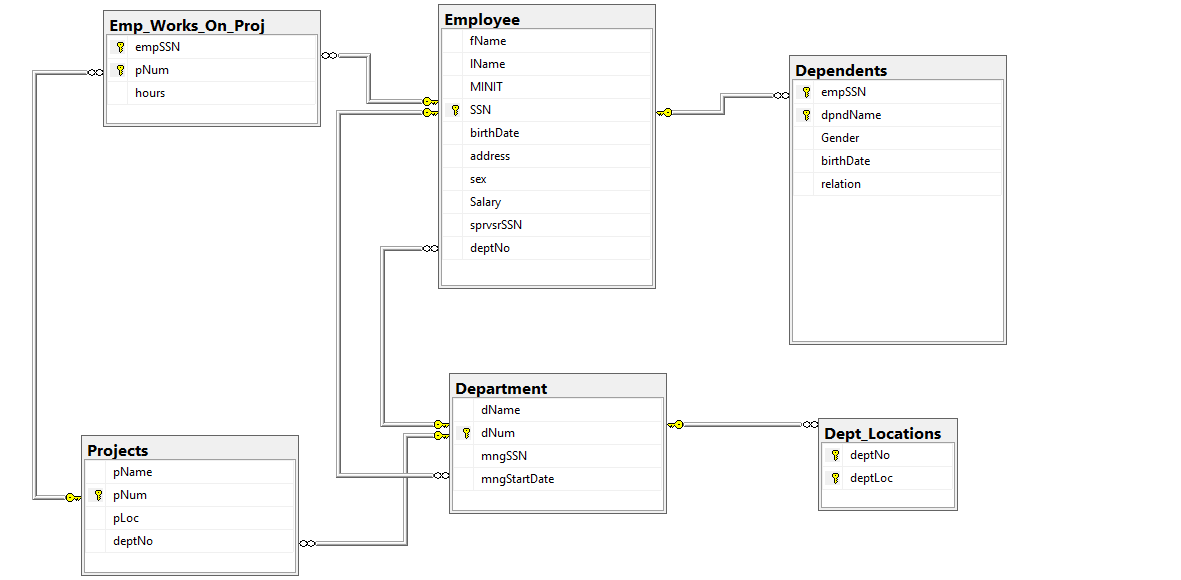 Emp_Works_On_Proj
empSSN
pNum
hours
Employee
fName
lName
MINIT
SSN
birthDate
address
sex
Salary
sprvsrSSN
deptNo
Dependents
empSSN
dpndName
Gender
birthDate
relation
Projects
pName
pNum
pLoc
deptNo
Department
dName
dNum
mngSSN
mngStartDate
Dept_Locations
deptNo
deptLoc